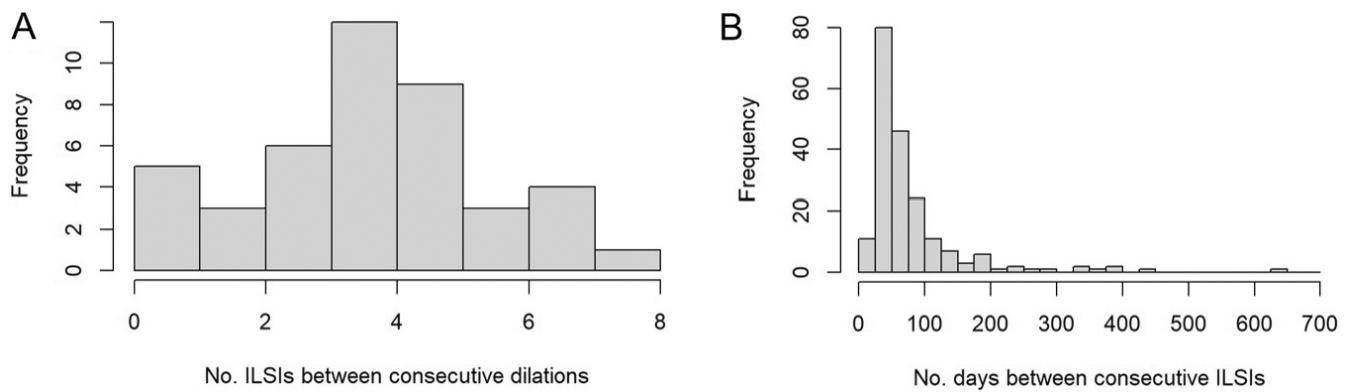 A
Frequency
10
8
6
4
2
0
0 2 4 6 8
No. ILSIs between consecutive dilations
B
Frequency
80
60
40
20
0
0 100 200 300 400 500 600 700
No. days between consecutive ILSIs